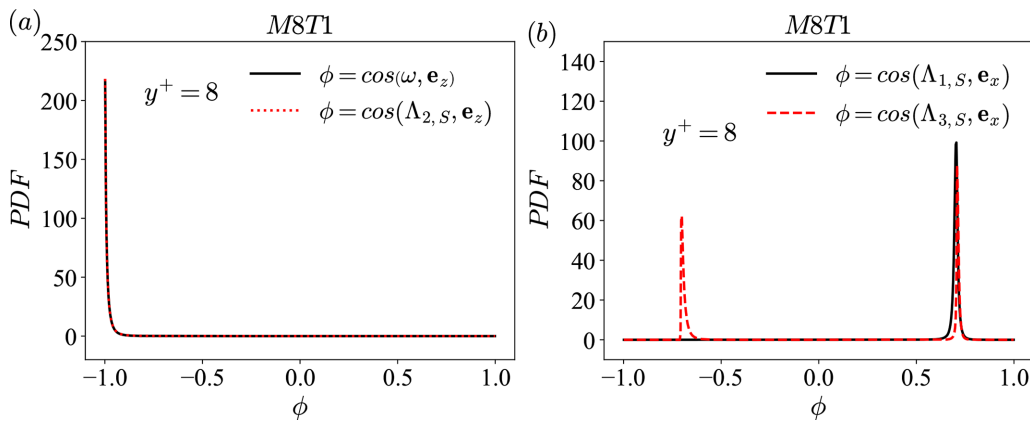 (a)
M8T1
250
200
150
100
50
0
PDF
y⁺ = 8
ϕ = cos(ω, e_z)
ϕ = cos(Λ_{2, S}, e_z)
−1.0 −0.5 0.0 0.5 1.0
ϕ
(b)
M8T1
140
120
100
80
60
40
20
0
PDF
y⁺ = 8
ϕ = cos(Λ_{1, S}, e_x)
ϕ = cos(Λ_{3, S}, e_x)
−1.0 −0.5 0.0 0.5 1.0
ϕ